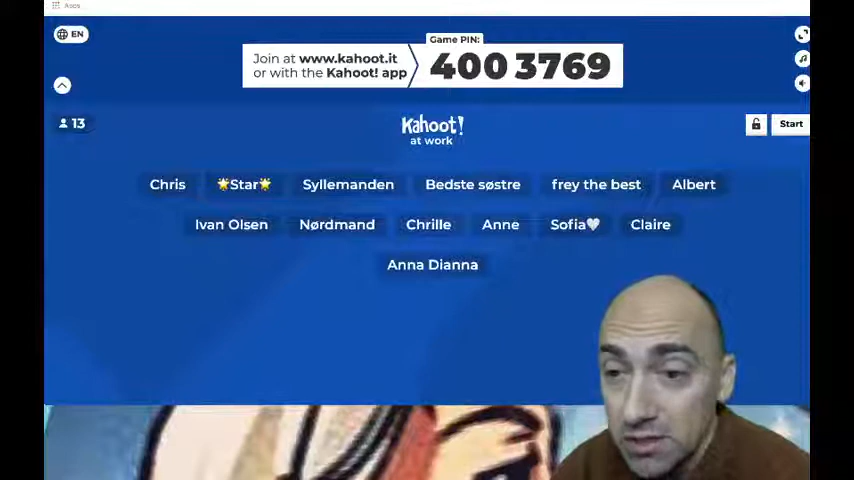 Apps
EN
Game PIN:
Join at www.kahoot.it
or with the Kahoot! app
400 3769
13
Kahoot!
at work
Start
Chris
🌟Star🌟
Syllemanden
Bedste søstre
frey the best
Albert
Ivan Olsen
Nørdmand
Chrille
Anne
Sofia🤍
Claire
Anna Dianna